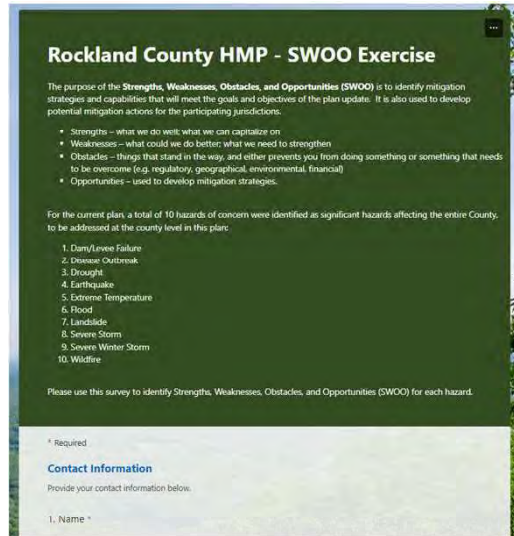 ...
Rockland County HMP - SWOO Exercise
The purpose of the Strengths, Weaknesses, Obstacles, and Opportunities (SWOO) is to identify mitigation
strategies and capabilities that will meet the goals and objectives of the plan update.  It is also used to develop
potential mitigation actions for the participating jurisdictions.
• Strengths – what we do well; what we can capitalize on
• Weaknesses – what could we do better; what we need to strengthen
• Obstacles – things that stand in the way, and either prevents you from doing something or something that needs
to be overcome (e.g. regulatory, geographical, environmental, financial)
• Opportunities – used to develop mitigation strategies.
For the current plan, a total of 10 hazards of concern were identified as significant hazards affecting the entire County,
to be addressed at the county level in this plan:
1. Dam/Levee Failure
2. Disease Outbreak
3. Drought
4. Earthquake
5. Extreme Temperature
6. Flood
7. Landslide
8. Severe Storm
9. Severe Winter Storm
10. Wildfire
Please use this survey to identify Strengths, Weaknesses, Obstacles, and Opportunities (SWOO) for each hazard.
* Required
Contact Information
Provide your contact information below.
1. Name *